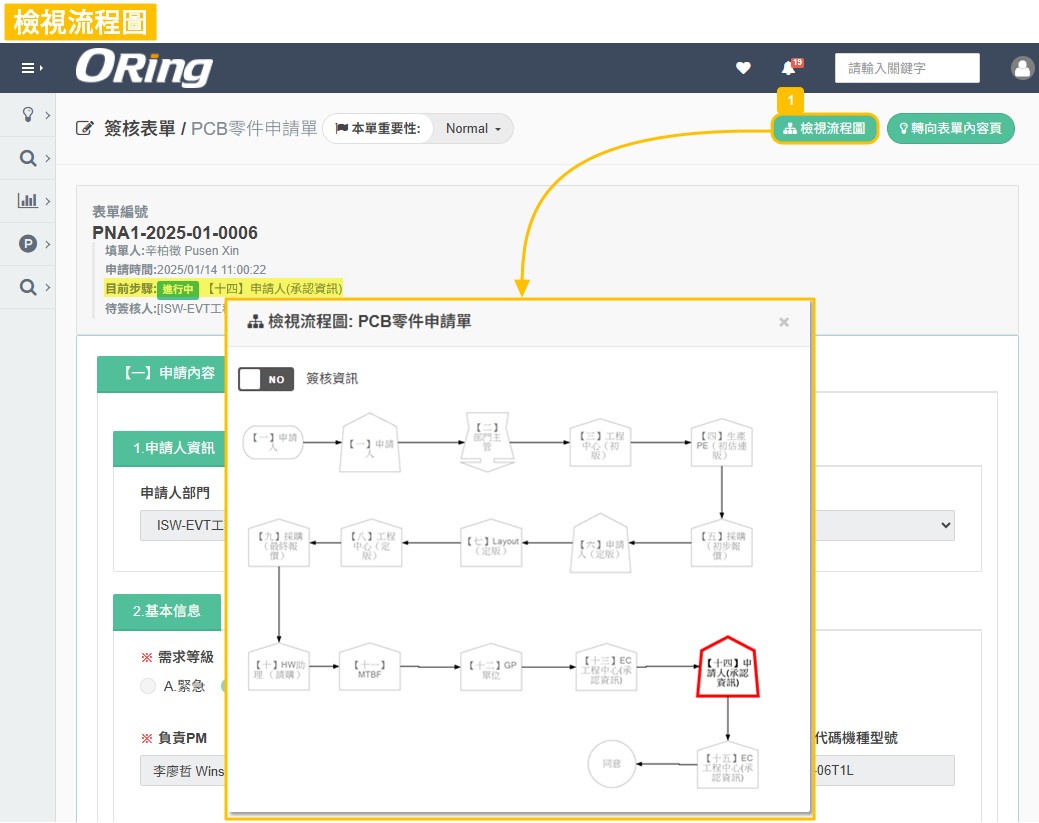 檢視流程圖
ORing
19
請輸入關鍵字
1
簽核表單 / PCB零件申請單
本單重要性:
Normal
檢視流程圖
轉向表單內容頁
P
表單編號
PNA1-2025-01-0006
填單人:辛柏徵 Pusen Xin
申請時間:2025/01/14 11:00:22
目前步驟:進行中【十四】申請人(承認資訊)
待簽核人:[ISW-EVT工
檢視流程圖: PCB零件申請單
×
NO
簽核資訊
【一】申請內容
1.申請人資訊
申請人部門
ISW-EVT工
2.基本信息
※ 需求等級
A.緊急
※ 負責PM
李廖哲 Wins
代碼機種型號
-06T1L
【一】申請
人
【一】申請
人
【二】
部門主
管
【三】工程
中心（初
版）
【四】生產
PE（初估連
版）
【九】採購
（最終報
價）
【八】工程
中心（定
版）
【七】Layout
（定版）
【六】申請
人（定版）
【五】採購
（初步報
價）
【十】HW助
理（請購）
【十一】
MTBF
【十二】GP
單位
【十三】EC
工程中心(承
認資訊)
【十四】申
請人(承認
資訊)
同意
【十五】EC
工程中心(承
認資訊)